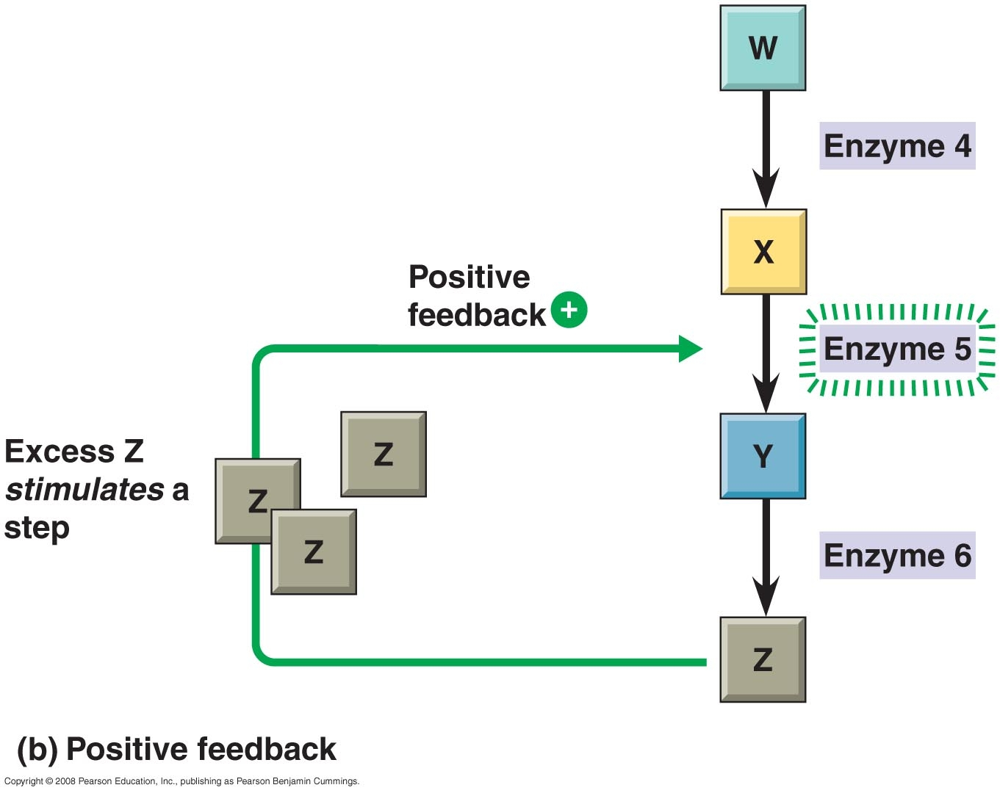 W
Enzyme 4
X
Positive
feedback +
Enzyme 5
Excess Z
stimulates a
step
Z
Z
Z
Y
Enzyme 6
Z
(b) Positive feedback
Copyright © 2008 Pearson Education, Inc., publishing as Pearson Benjamin Cummings.